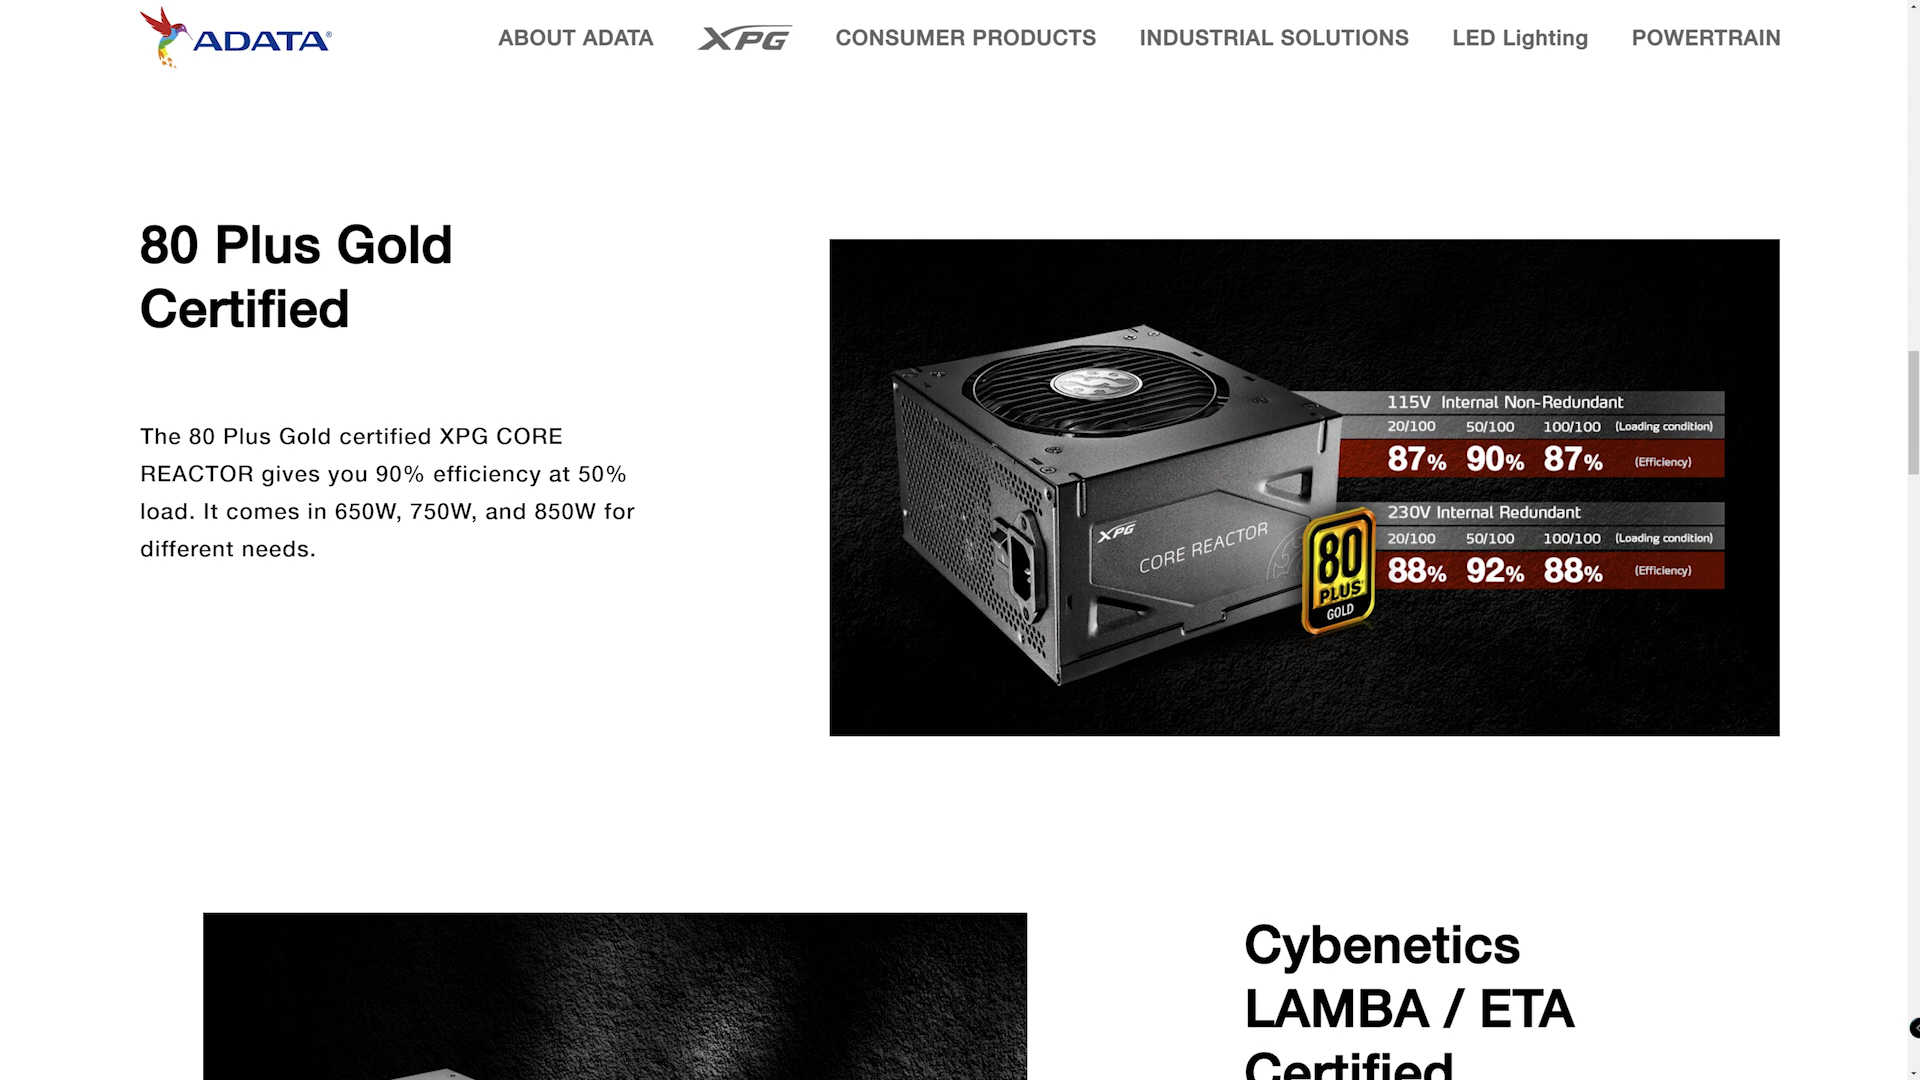 ADATA®
ABOUT ADATA
XPG
CONSUMER PRODUCTS
INDUSTRIAL SOLUTIONS
LED Lighting
POWERTRAIN
80 Plus Gold
Certified
The 80 Plus Gold certified XPG CORE
REACTOR gives you 90% efficiency at 50%
load. It comes in 650W, 750W, and 850W for
different needs.
XPG
CORE REACTOR
80
PLUS
GOLD
115V Internal Non-Redundant
20/100 50/100 100/100 (Loading condition)
87% 90% 87% (Efficiency)
230V Internal Redundant
20/100 50/100 100/100 (Loading condition)
88% 92% 88% (Efficiency)
Cybenetics
LAMBA / ETA
Certified